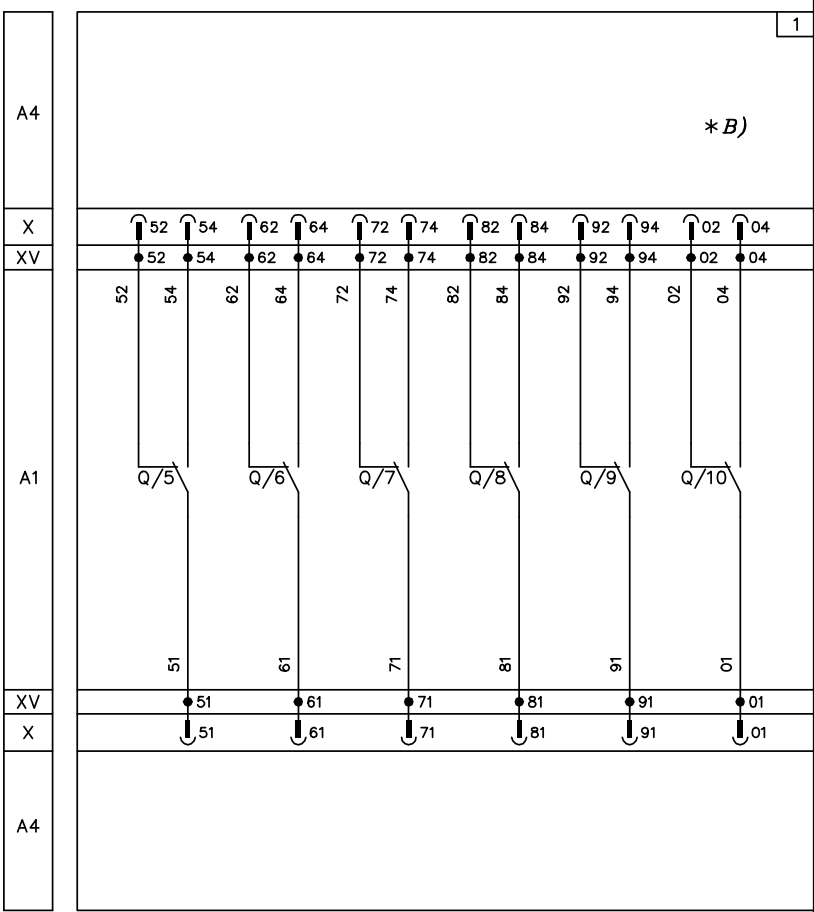 1
A4
*B)
X 52 54 62 64 72 74 82 84 92 94 02 04
XV 52 54 62 64 72 74 82 84 92 94 02 04
52 54 62 64 72 74 82 84 92 94 02 04
A1 Q/5 Q/6 Q/7 Q/8 Q/9 Q/10
51 61 71 81 91 01
XV 51 61 71 81 91 01
X 51 61 71 81 91 01
A4